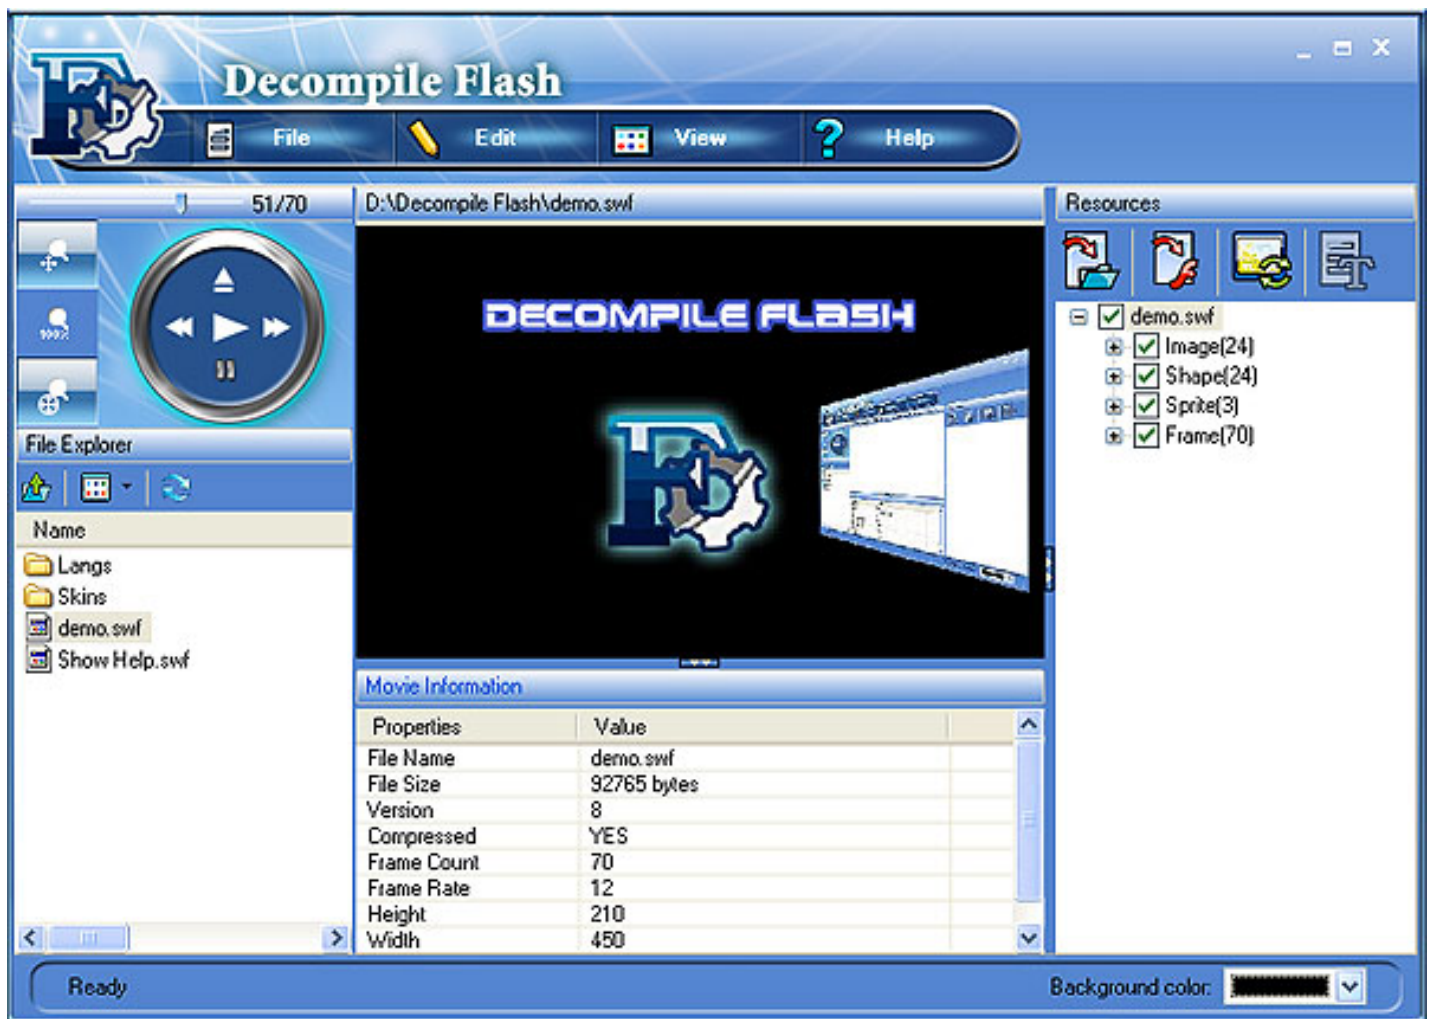 Decompile Flash
File
Edit
View
Help
51/70
100%
D:\Decompile Flash\demo.swf
DECOMPILE FLASH
Resources
demo.swf
Image(24)
Shape(24)
Sprite(3)
Frame(70)
File Explorer
Name
Langs
Skins
demo.swf
Show Help.swf
Movie Information
Properties Value
File Name demo.swf
File Size 92765 bytes
Version 8
Compressed YES
Frame Count 70
Frame Rate 12
Height 210
Width 450
Ready
Background color: